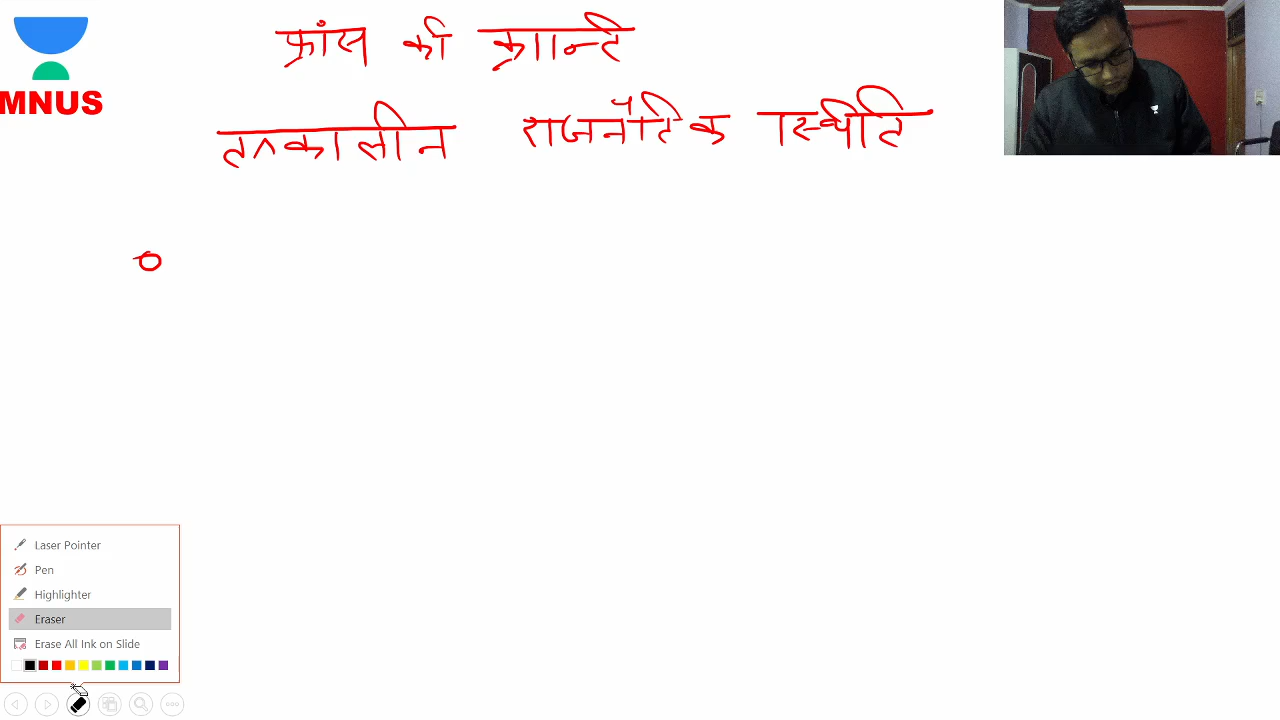 फ्रांस की क्रान्ति
तत्कालीन राजनैतिक स्थिति
MNUS
Laser Pointer
Pen
Highlighter
Eraser
Erase All Ink on Slide